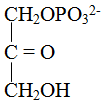 CH₂OPO₃²⁻
C = O
CH₂OH